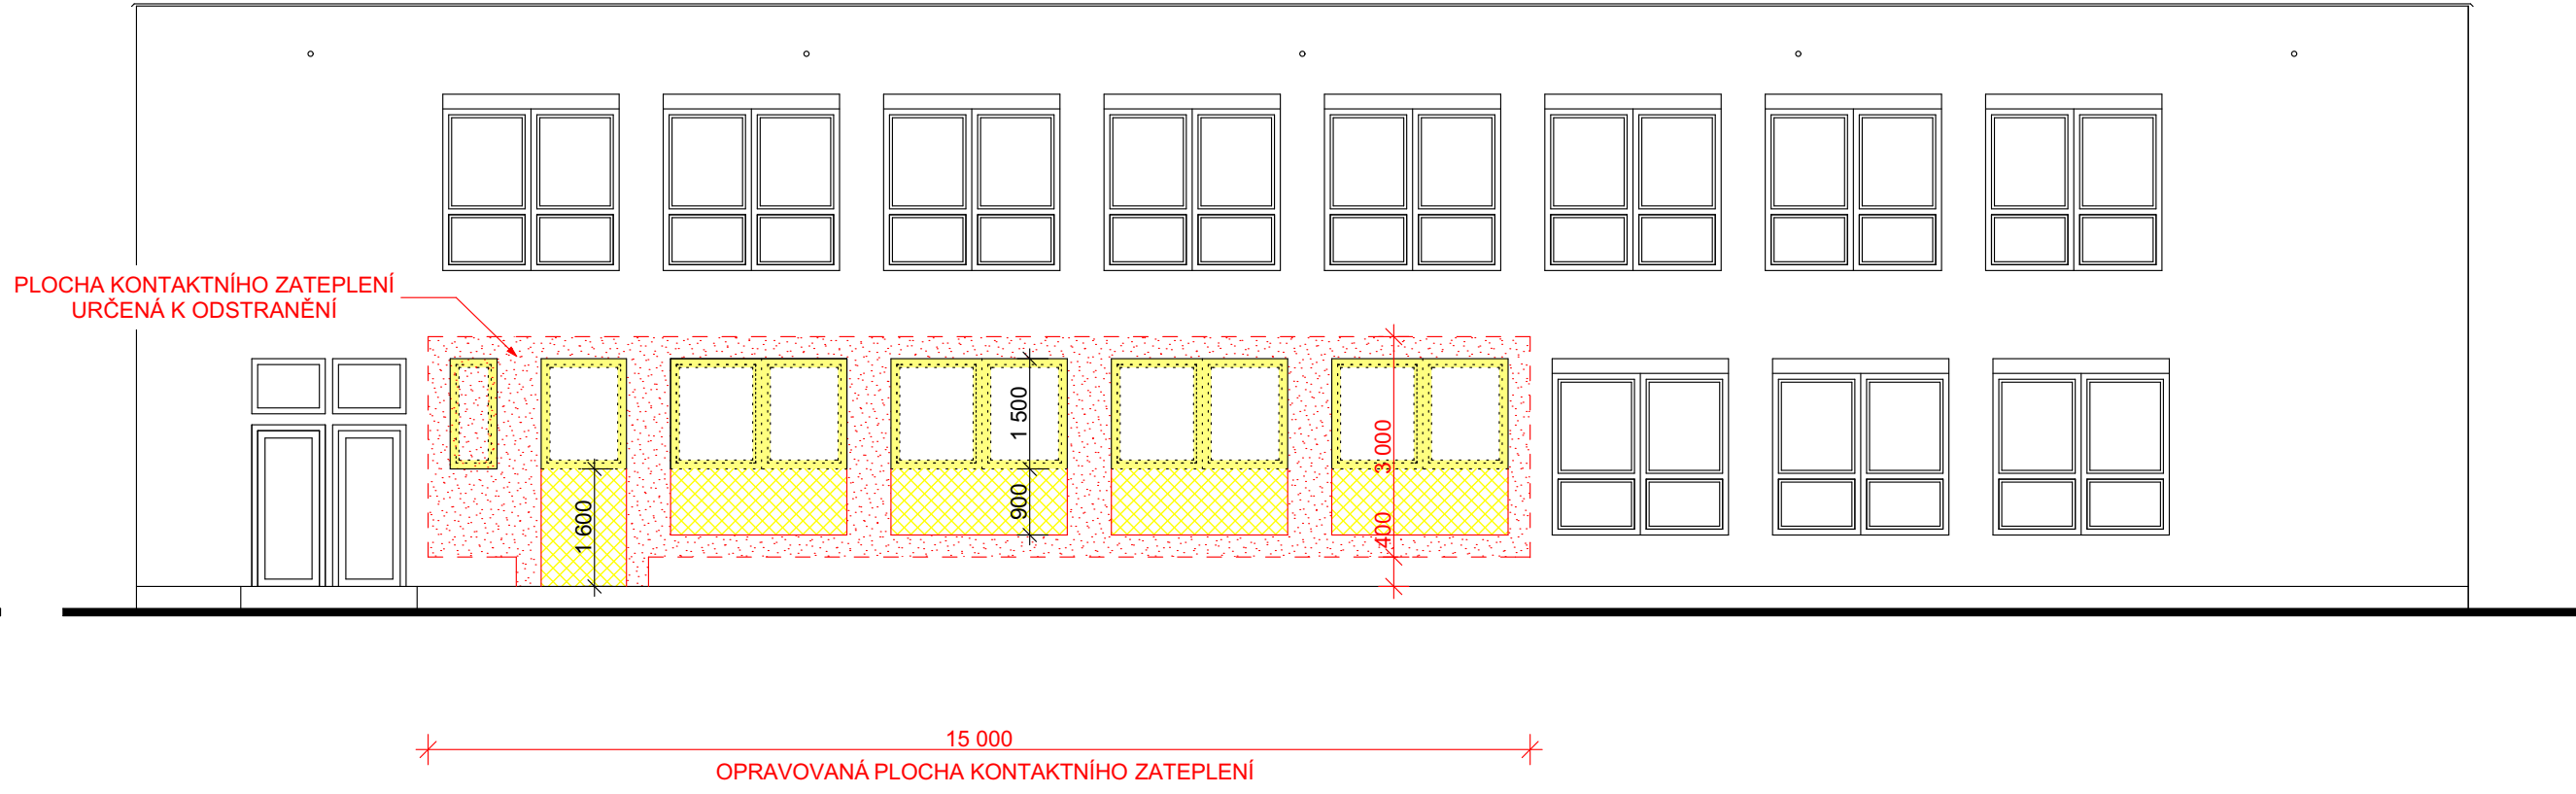 PLOCHA KONTAKTNÍHO ZATEPLENÍ
URČENÁ K ODSTRANĚNÍ
1 500
3 000
900
1 600
400
15 000
OPRAVOVANÁ PLOCHA KONTAKTNÍHO ZATEPLENÍ